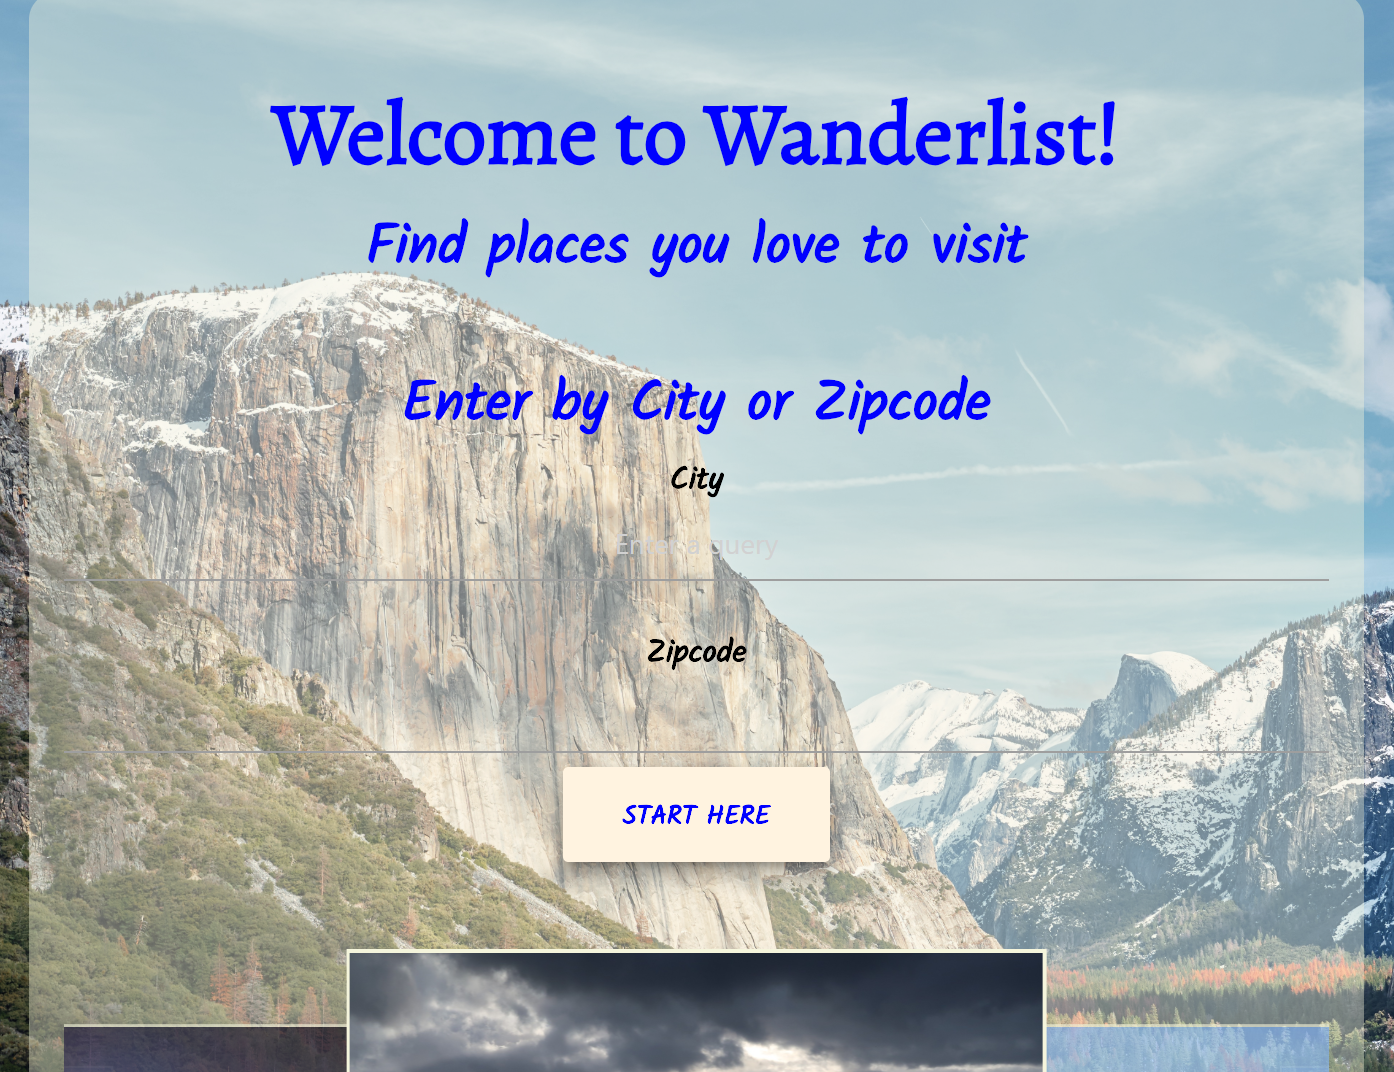 Welcome to Wanderlist!
Find places you love to visit
Enter by City or Zipcode
City
Enter a query
Zipcode
START HERE